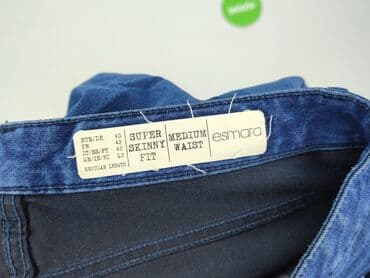 EUR/DE 40
FR 42
IT/ES/PT 42
GB/IE/NI 12
REGULAR LENGTH
SUPER
SKINNY
FIT
MEDIUM
WAIST
esmara